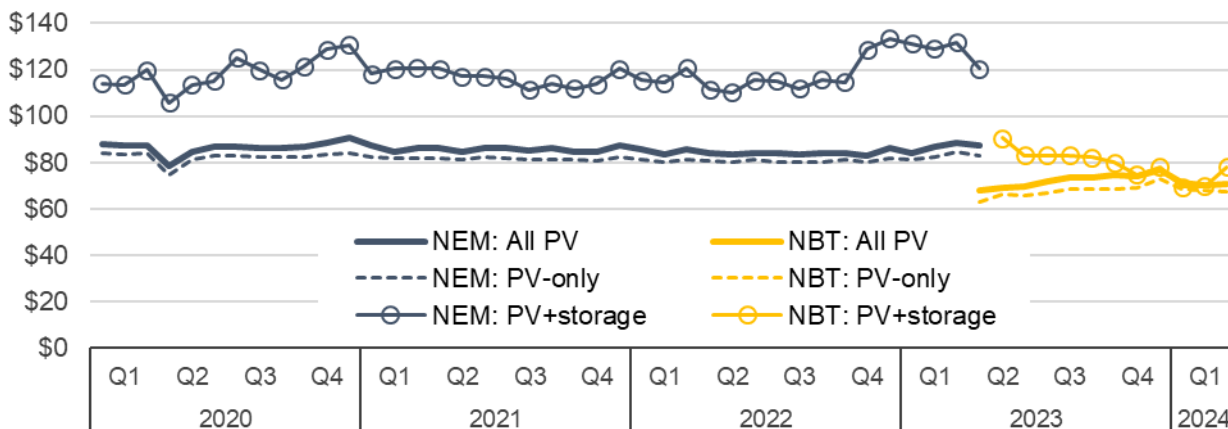 $140
$120
$100
$80
$60
$40
$20
$0
NEM: All PV NBT: All PV
NEM: PV-only NBT: PV-only
NEM: PV+storage NBT: PV+storage
Q1 Q2 Q3 Q4 Q1 Q2 Q3 Q4 Q1 Q2 Q3 Q4 Q1 Q2 Q3 Q4 Q1
2020 2021 2022 2023 2024